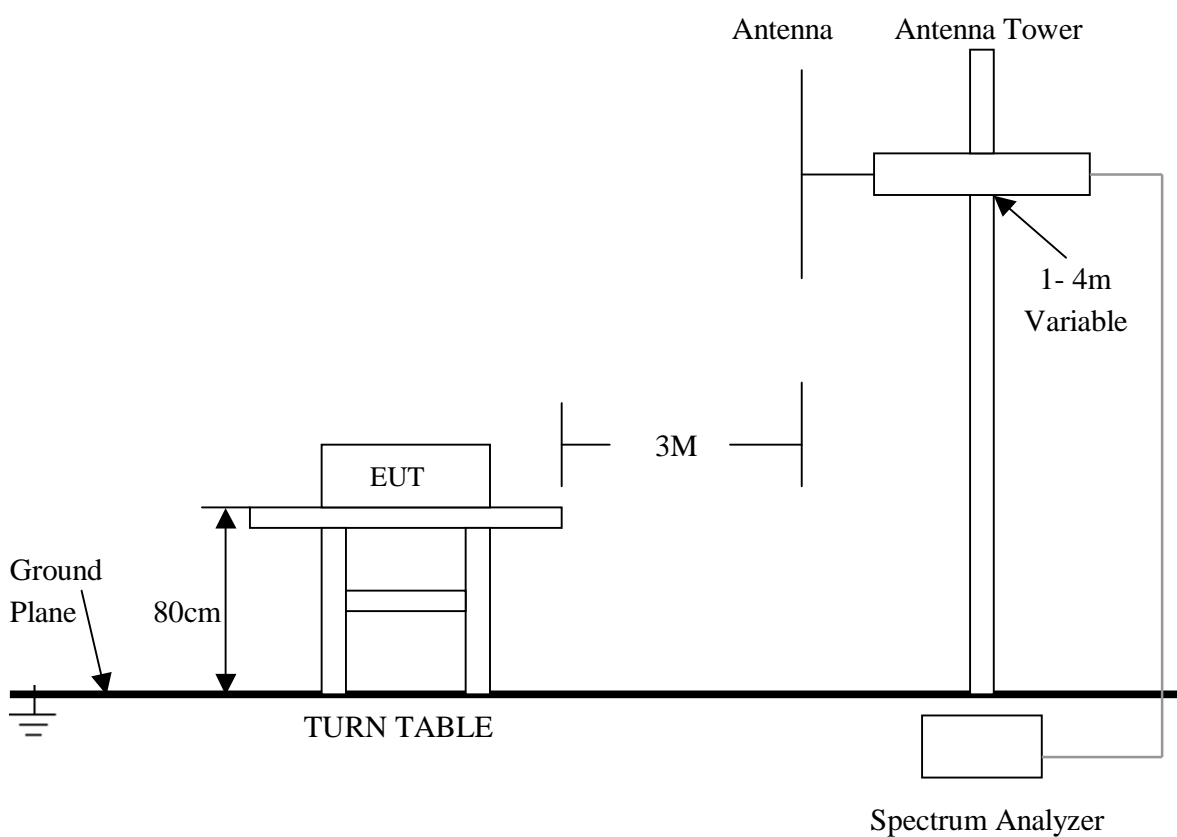 Antenna
Antenna Tower
1- 4m
Variable
3M
EUT
Ground
Plane
80cm
TURN TABLE
Spectrum Analyzer